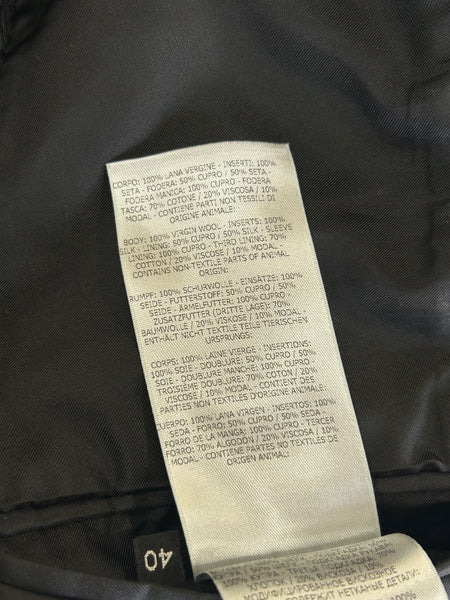 CORPO: 100% LANA VERGINE - INSERTI: 100%
SETA - FODERA: 50% CUPRO / 50% SETA -
FODERA MANICA: 100% CUPRO - FODERA
TASCA: 70% COTONE / 20% VISCOSA / 10%
MODAL - CONTIENE PARTI NON TESSILI DI
ORIGINE ANIMALE:
BODY: 100% VIRGIN WOOL - INSERTS: 100%
SILK - LINING: 50% CUPRO / 50% SILK - SLEEVE
LINING: 100% CUPRO - THIRD LINING: 70%
COTTON / 20% VISCOSE / 10% MODAL -
CONTAINS NON-TEXTILE PARTS OF ANIMAL
ORIGIN:
RUMPF: 100% SCHURWOLLE - EINSÄTZE: 100%
SEIDE - FUTTERSTOFF: 50% CUPRO / 50%
SEIDE - ÄRMELFUTTER: 100% CUPRO -
ZUSATZFUTTER (DRITTE LAGE): 70%
BAUMWOLLE / 20% VISKOSE / 10% MODAL -
ENTHÄLT NICHT TEXTILE TEILE TIERISCHEN
URSPRUNGS:
CORPS: 100% LAINE VIERGE - INSERTIONS:
100% SOIE - DOUBLURE: 50% CUPRO / 50%
SOIE - DOUBLURE MANCHE: 100% CUPRO -
TROISIÈME DOUBLURE: 70% COTON / 20%
VISCOSE / 10% MODAL - CONTIENT DES
PARTIES NON TEXTILES D'ORIGINE ANIMALE:
CUERPO: 100% LANA VIRGEN - INSERTOS: 100%
SEDA - FORRO: 50% CUPRO / 50% SEDA -
FORRO DE LA MANGA: 100% CUPRO - TERCER
FORRO: 70% ALGODÓN / 20% VISCOSA / 10%
MODAL - CONTIENE PARTES NO TEXTILES DE
ORIGEN ANIMAL:
40